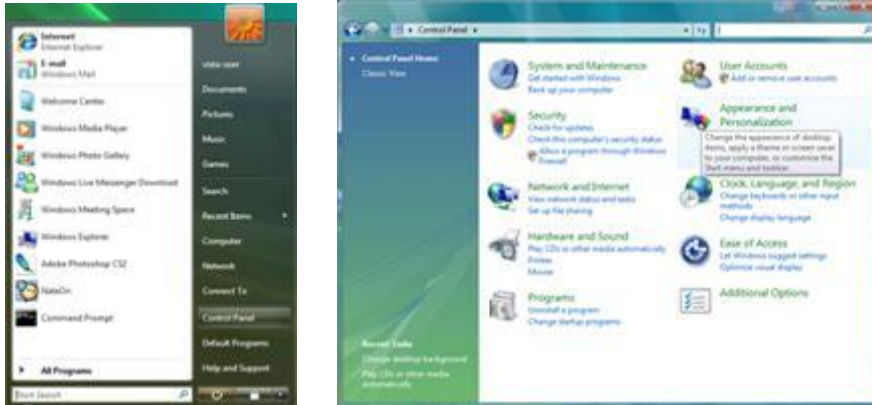 Internet
Internet Explorer
E-mail
Windows Mail
Welcome Center
Windows Media Player
Windows Photo Gallery
Windows Live Messenger Download
Windows Meeting Space
Windows Explorer
Adobe Photoshop CS2
NateOn
Command Prompt
All Programs
Start Search
vista-user
Documents
Pictures
Music
Games
Search
Recent Items
Computer
Network
Connect To
Control Panel
Default Programs
Help and Support
Control Panel
Control Panel Home
Classic View
Recent Tasks
Change desktop background
Play CDs or other media
automatically
System and Maintenance
Get started with Windows
Back up your computer
Security
Check for updates
Check this computer's security status
Allow a program through Windows
Firewall
Network and Internet
View network status and tasks
Set up file sharing
Hardware and Sound
Play CDs or other media automatically
Printer
Mouse
Programs
Uninstall a program
Change startup programs
User Accounts
Add or remove user accounts
Appearance and
Personalization
Change the appearance of desktop
items, apply a theme or screen saver
to your computer, or customize the
Start menu and taskbar.
Clock, Language, and Region
Change keyboards or other input
methods
Change display language
Ease of Access
Let Windows suggest settings
Optimize visual display
Additional Options